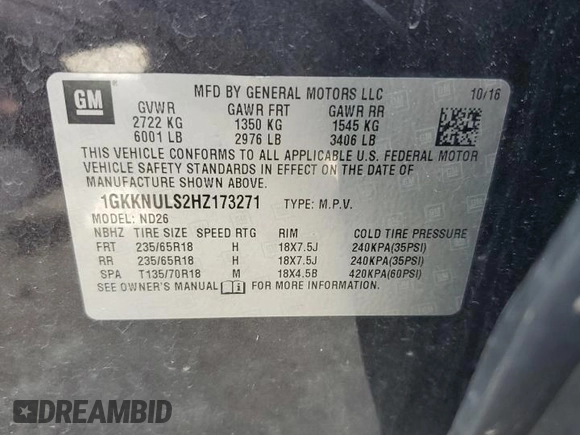 GM
MFD BY GENERAL MOTORS LLC 10/16
GVWR GAWR FRT GAWR RR
2722 KG 1350 KG 1545 KG
6001 LB 2976 LB 3406 LB
THIS VEHICLE CONFORMS TO ALL APPLICABLE U.S. FEDERAL MOTOR
VEHICLE SAFETY STANDARDS IN EFFECT ON THE DATE OF
MANUFACTURE SHOWN ABOVE.
1GKKNULS2HZ173271 TYPE: M.P.V.
MODEL: ND26
NBHZ TIRE SIZE SPEED RTG RIM COLD TIRE PRESSURE
FRT 235/65R18 H 18X7.5J 240KPA(35PSI)
RR 235/65R18 H 18X7.5J 240KPA(35PSI)
SPA T135/70R18 M 18X4.5B 420KPA(60PSI)
SEE OWNER'S MANUAL FOR MORE INFORMATION.
DREAMBID